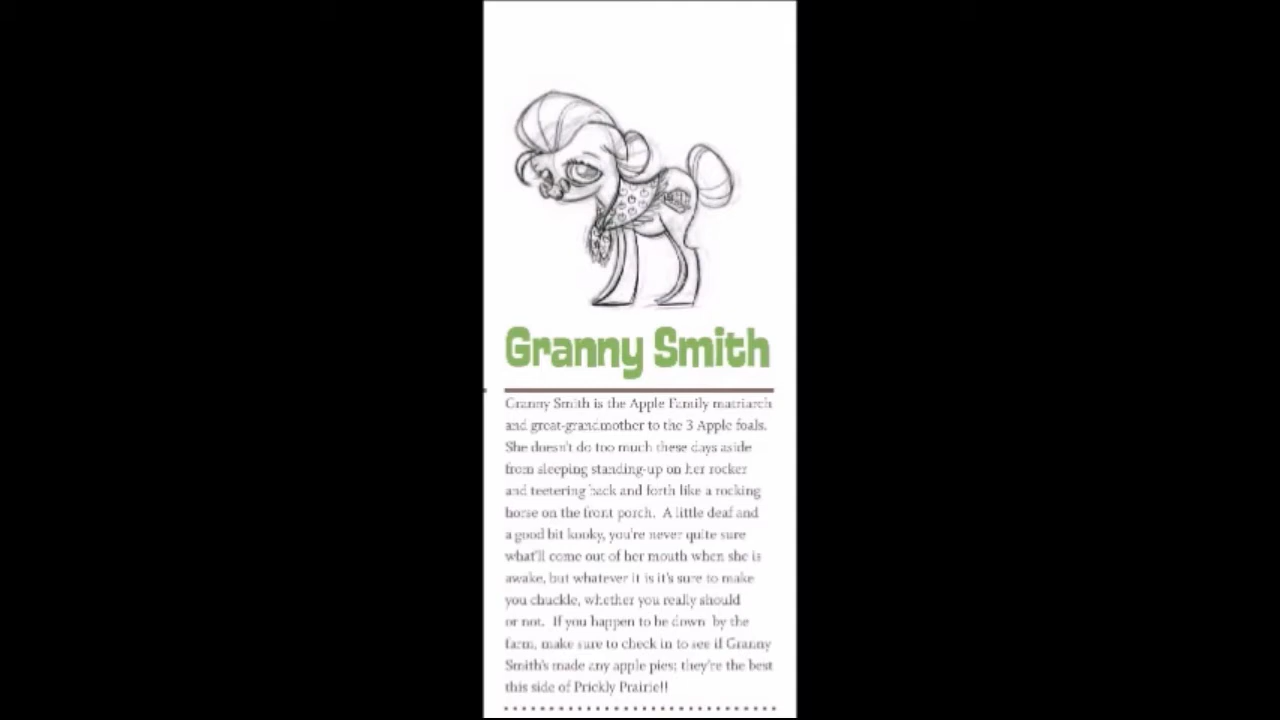 Granny Smith
Granny Smith is the Apple Family matriarch
and great-grandmother to the 3 Apple foals.
She doesn't do too much these days aside
from sleeping standing-up on her rocker
and teetering back and forth like a rocking
horse on the front porch.  A little deaf and
a good bit kooky, you're never quite sure
what'll come out of her mouth when she is
awake, but whatever it is it's sure to make
you chuckle, whether you really should
or not.  If you happen to be down  by the
farm, make sure to check in to see if Granny
Smith's made any apple pies; they're the best
this side of Prickly Prairie!!